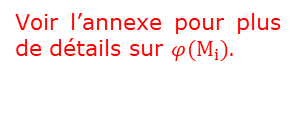 Voir l’annexe pour plus
de détails sur φ(Mᵢ).